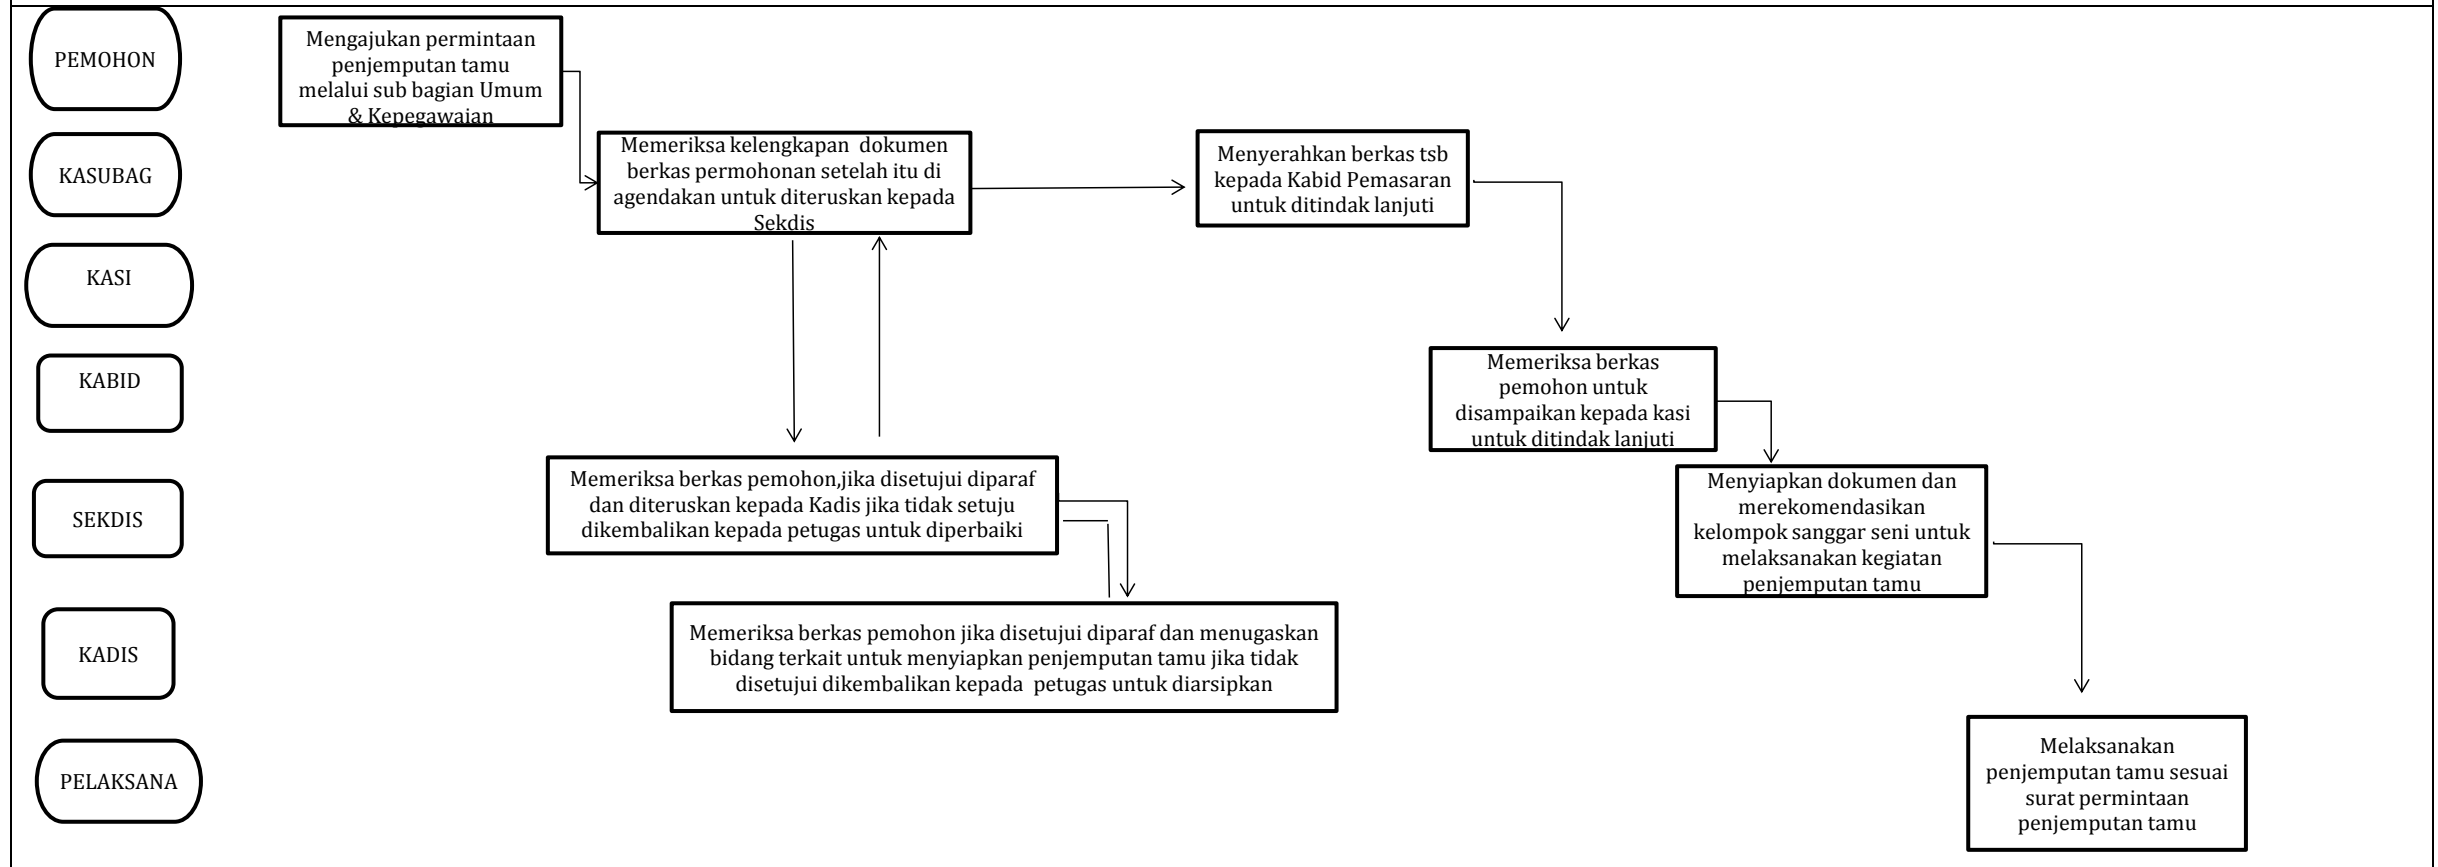 PEMOHON
Mengajukan permintaan
penjemputan tamu
melalui sub bagian Umum
& Kepegawaian
KASUBAG
Memeriksa kelengkapan  dokumen
berkas permohonan setelah itu di
agendakan untuk diteruskan kepada
Sekdis
Menyerahkan berkas tsb
kepada Kabid Pemasaran
untuk ditindak lanjuti
KASI
KABID
Memeriksa berkas
pemohon untuk
disampaikan kepada kasi
untuk ditindak lanjuti
SEKDIS
Memeriksa berkas pemohon,jika disetujui diparaf
dan diteruskan kepada Kadis jika tidak setuju
dikembalikan kepada petugas untuk diperbaiki
Menyiapkan dokumen dan
merekomendasikan
kelompok sanggar seni untuk
melaksanakan kegiatan
penjemputan tamu
KADIS
Memeriksa berkas pemohon jika disetujui diparaf dan menugaskan
bidang terkait untuk menyiapkan penjemputan tamu jika tidak
disetujui dikembalikan kepada  petugas untuk diarsipkan
PELAKSANA
Melaksanakan
penjemputan tamu sesuai
surat permintaan
penjemputan tamu